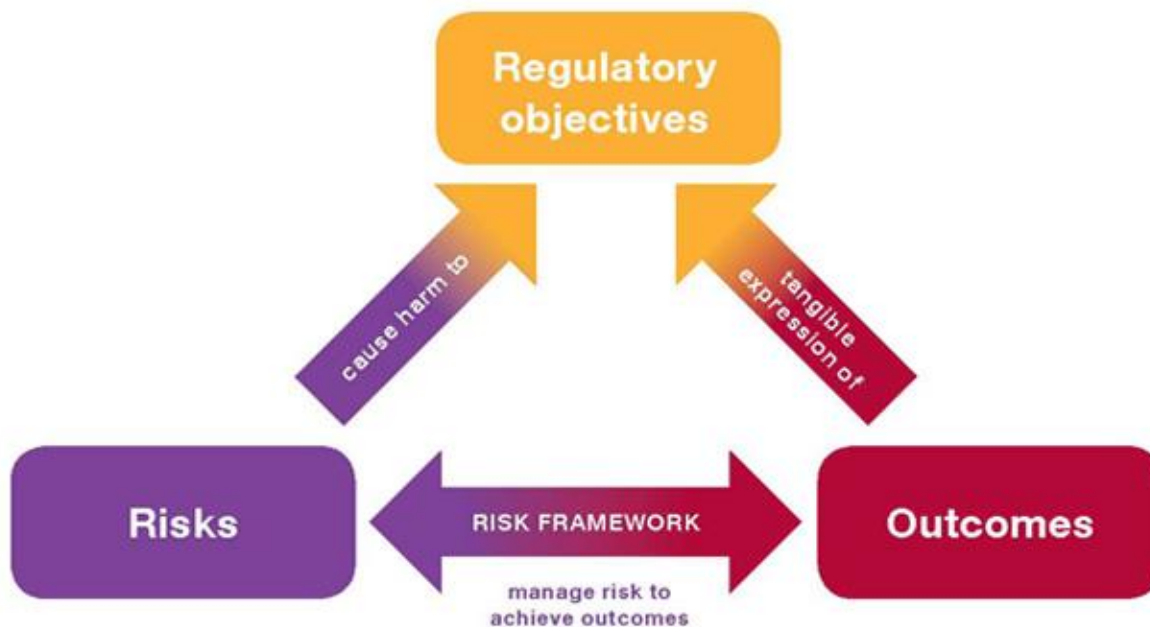 Regulatory
objectives
cause harm to
tangible
expression of
Risks
RISK FRAMEWORK
Outcomes
manage risk to
achieve outcomes